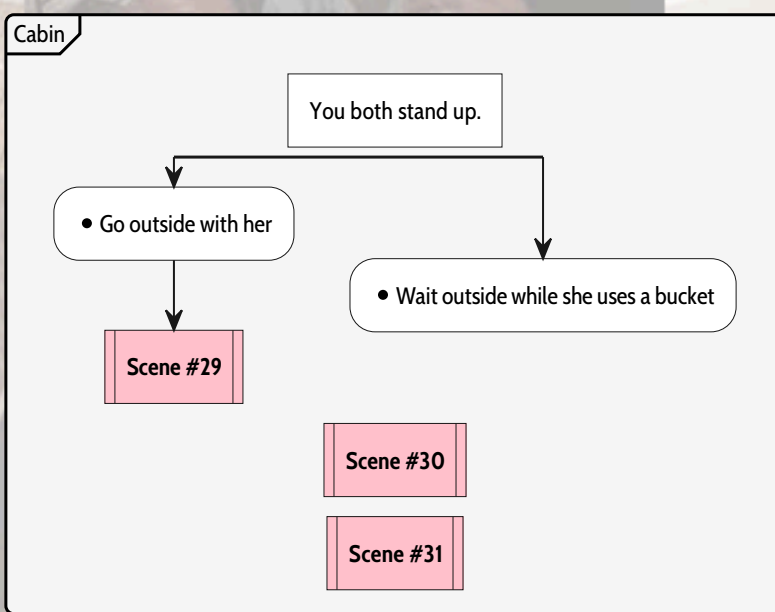 Cabin
You both stand up.
• Go outside with her
• Wait outside while she uses a bucket
Scene #29
Scene #30
Scene #31